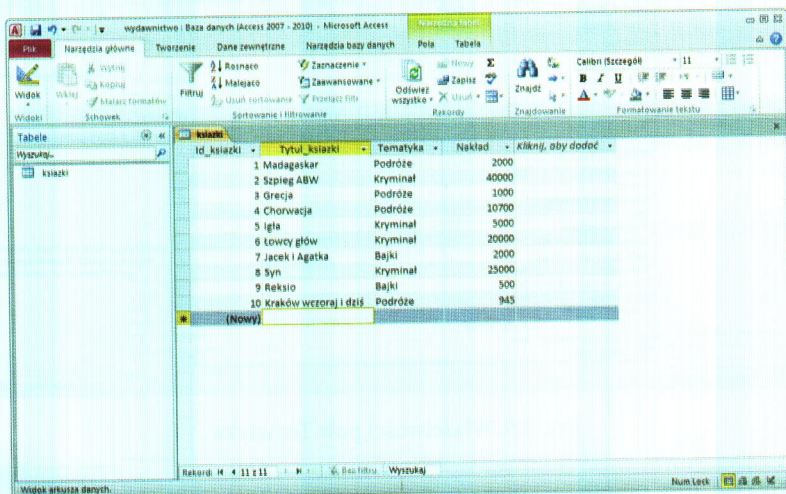 wydawnictwo : Baza danych (Access 2007 - 2010) - Microsoft Access
Narzędzia tabel
Plik Narzędzia główne Tworzenie Dane zewnętrzne Narzędzia bazy danych Pola Tabela
Widok
Wklej
Wytnij
Kopiuj
Malarz formatów
Filtruj
Rosnąco
Malejąco
Usuń sortowanie
Zaznaczenie
Zaawansowane
Przełącz filtr
Odśwież wszystkie
Nowy
Zapisz
Usuń
Znajdź
Calibri (Szczegół 11
B I U
A
Widoki Schowek Sortowanie i filtrowanie Rekordy Znajdowanie Formatowanie tekstu
Tabele
Wyszukaj...
ksiazki
ksiazki
Id_ksiazki Tytul_ksiazki Tematyka Nakład Kliknij, aby dodać
1 Madagaskar Podróże 2000
2 Szpieg ABW Kryminał 40000
3 Grecja Podróże 1000
4 Chorwacja Podróże 10700
5 Igła Kryminał 5000
6 Łowcy głów Kryminał 20000
7 Jacek i Agatka Bajki 2000
8 Syn Kryminał 25000
9 Reksio Bajki 500
10 Kraków wczoraj i dziś Podróże 945
(Nowy)
Rekord: 11 z 11 Bez filtru Wyszukaj
Widok arkusza danych. Num Lock